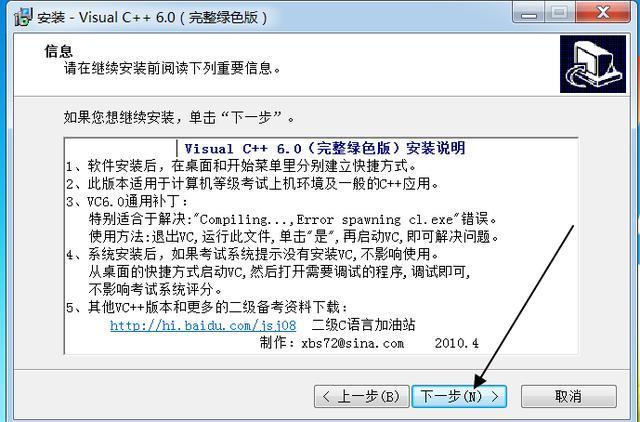 安装 - Visual C++ 6.0（完整绿色版）
信息
请在继续安装前阅读下列重要信息。
如果您想继续安装，单击“下一步”。
Visual C++ 6.0（完整绿色版）安装说明
1、软件安装后，在桌面和开始菜单里分别建立快捷方式。
2、此版本适用于计算机等级考试上机环境及一般的C++应用。
3、VC6.0通用补丁：
特别适合于解决:"Compiling...,Error spawning cl.exe"错误。
使用方法:退出VC,运行此文件,单击"是",再启动VC,即可解决问题。
4、系统安装后，如果考试系统提示没有安装VC,不影响使用。
从桌面的快捷方式启动VC,然后打开需要调试的程序,调试即可,
不影响考试系统评分。
5、其他VC++版本和更多的二级备考资料下载：
http://hi.baidu.com/jsj08 二级C语言加油站
制作：xbs72@sina.com 2010.4
< 上一步(B)
下一步(N) >
取消